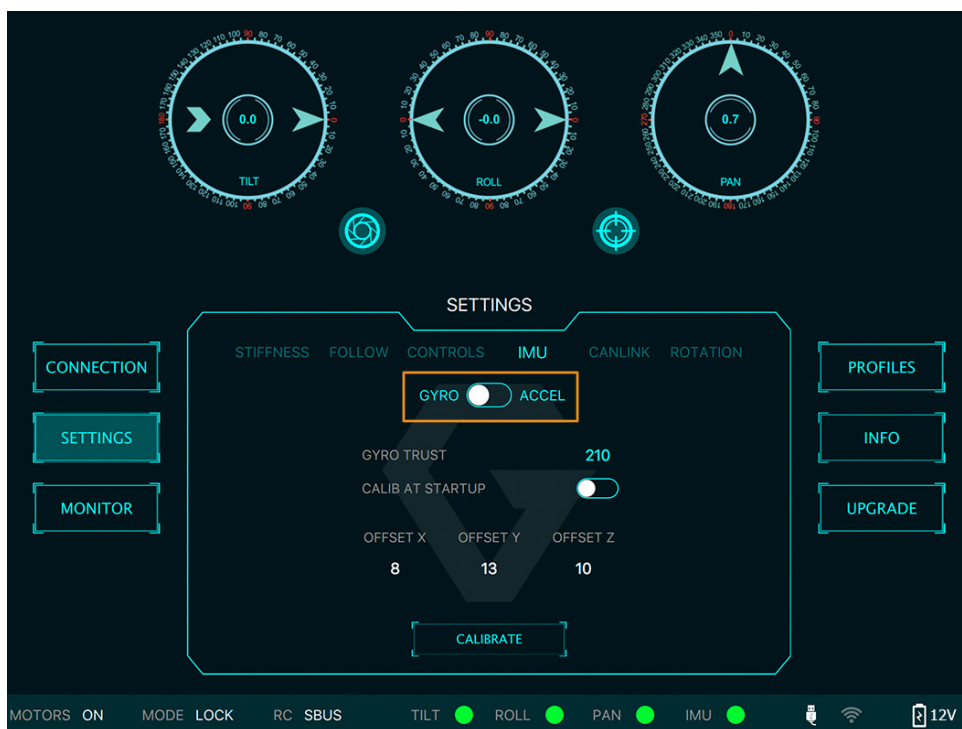 0.0
TILT
-0.0
ROLL
0.7
PAN
SETTINGS
STIFFNESS FOLLOW CONTROLS IMU CANLINK ROTATION
GYRO ACCEL
CONNECTION
SETTINGS
MONITOR
GYRO TRUST 210
CALIB AT STARTUP
OFFSET X OFFSET Y OFFSET Z
8 13 10
CALIBRATE
PROFILES
INFO
UPGRADE
MOTORS ON MODE LOCK RC SBUS TILT ROLL PAN IMU 12V